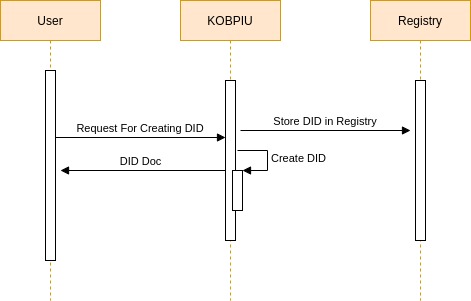 User
KOBPIU
Registry
Request For Creating DID
Store DID in Registry
DID Doc
Create DID